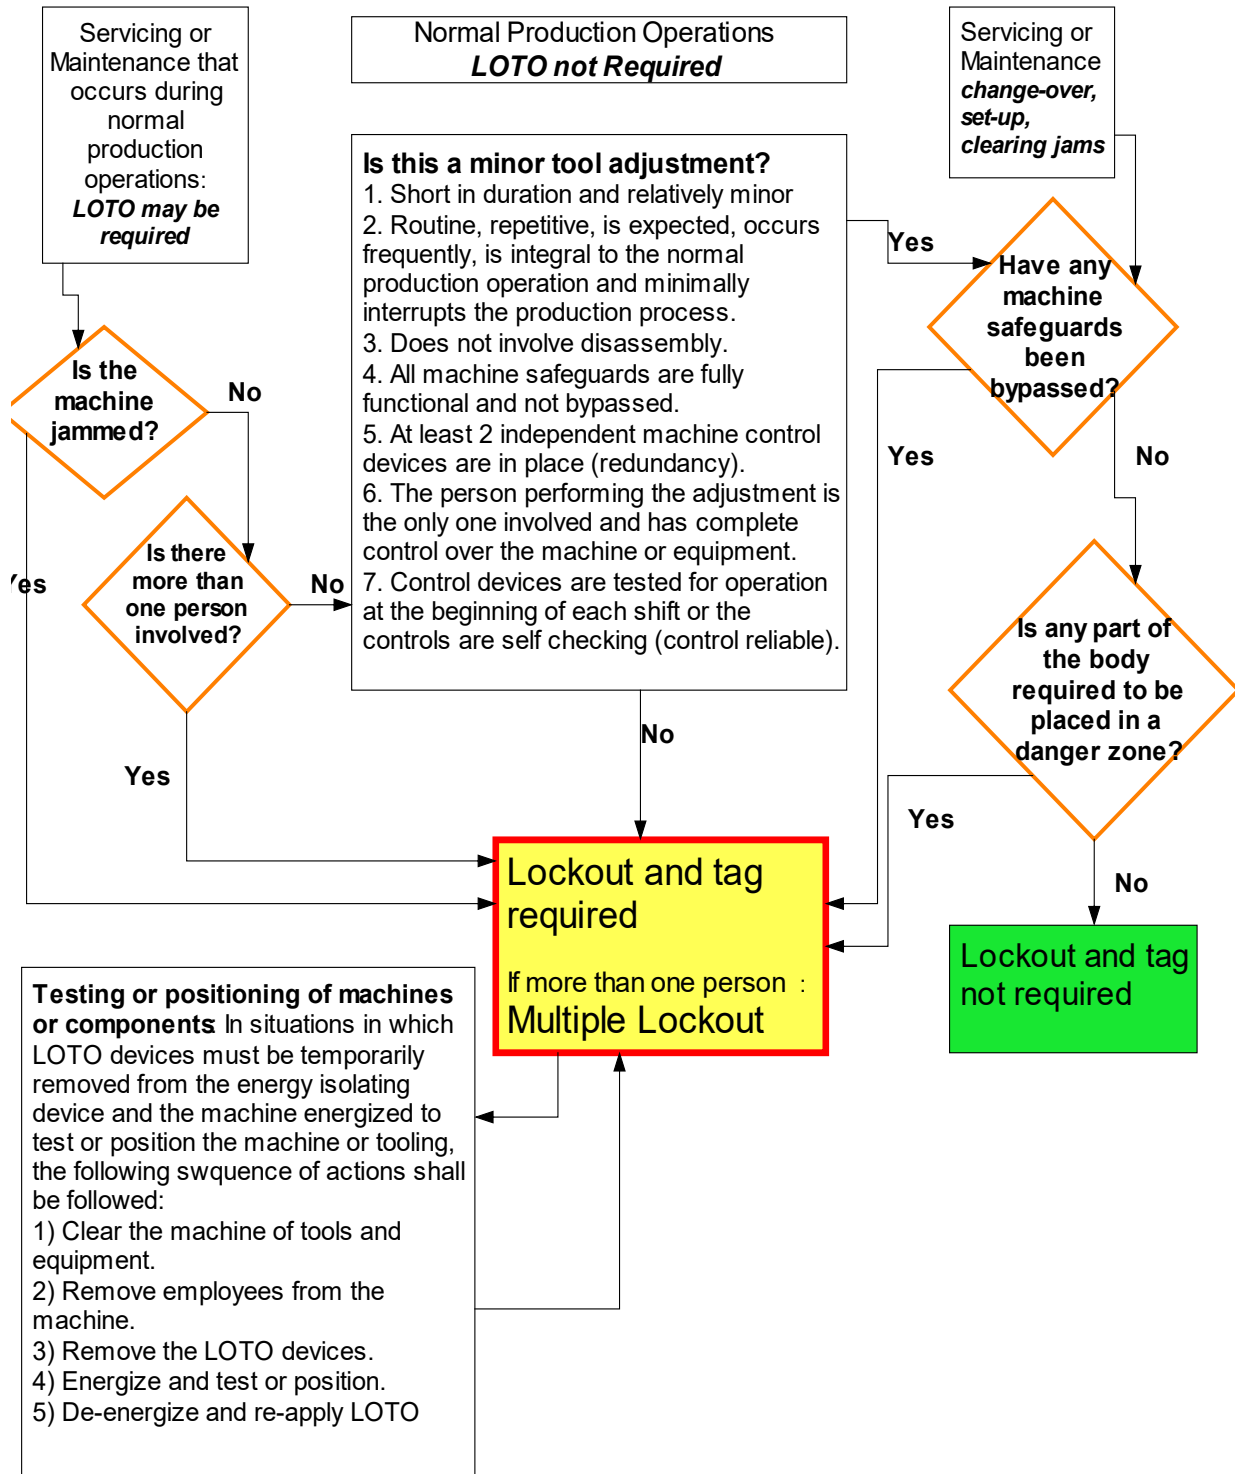 Servicing or
Maintenance that
occurs during
normal
production
operations:
LOTO may be
required
Normal Production Operations
LOTO not Required
Servicing or
Maintenance
change-over,
set-up,
clearing jams
Is this a minor tool adjustment?
1. Short in duration and relatively minor
2. Routine, repetitive, is expected, occurs
frequently, is integral to the normal
production operation and minimally
interrupts the production process.
3. Does not involve disassembly.
4. All machine safeguards are fully
functional and not bypassed.
5. At least 2 independent machine control
devices are in place (redundancy).
6. The person performing the adjustment is
the only one involved and has complete
control over the machine or equipment.
7. Control devices are tested for operation
at the beginning of each shift or the
controls are self checking (control reliable).
Yes
Have any
machine
safeguards
been
bypassed?
Is the
machine
jammed?
No
Yes
No
Is there
more than
one person
involved?
Yes
No
Is any part of
the body
required to be
placed in a
danger zone?
No
Yes
Yes
No
Lockout and tag
required
If more than one person :
Multiple Lockout
Lockout and tag
not required
Testing or positioning of machines
or components: In situations in which
LOTO devices must be temporarily
removed from the energy isolating
device and the machine energized to
test or position the machine or tooling,
the following swquence of actions shall
be followed:
1) Clear the machine of tools and
equipment.
2) Remove employees from the
machine.
3) Remove the LOTO devices.
4) Energize and test or position.
5) De-energize and re-apply LOTO